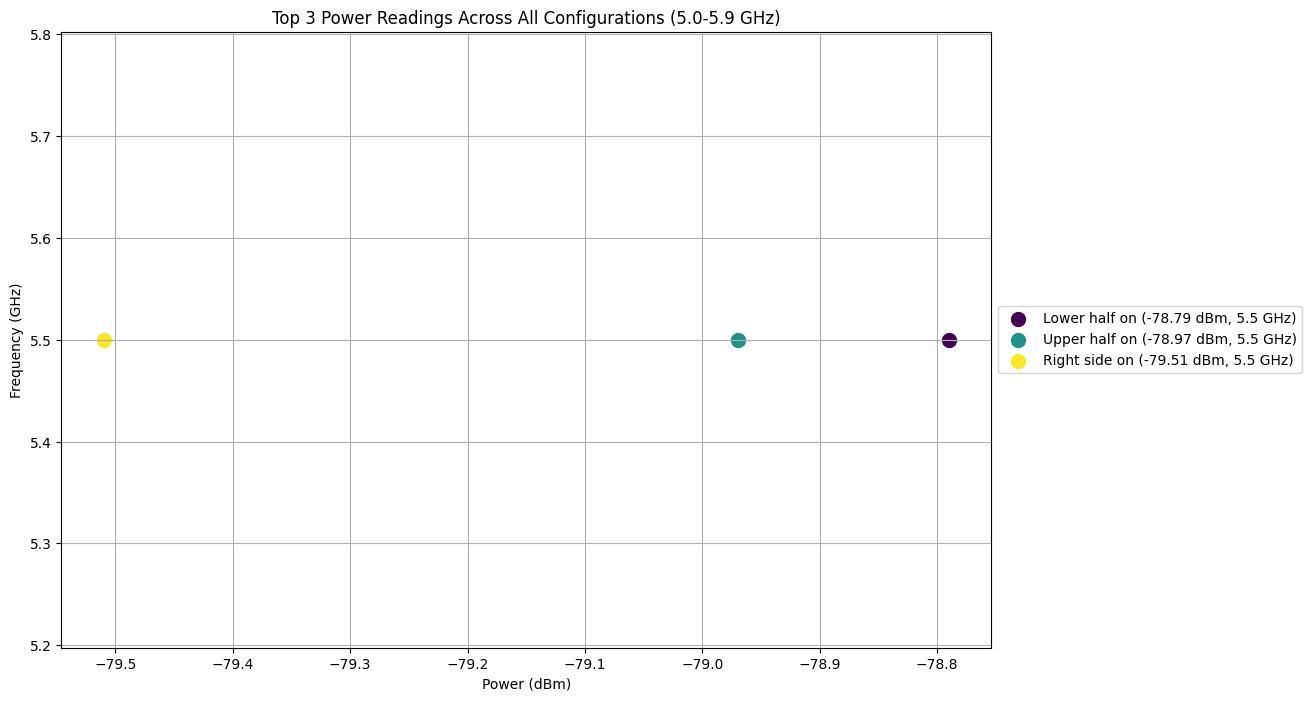 Top 3 Power Readings Across All Configurations (5.0-5.9 GHz)
5.8
5.7
5.6
5.5
5.4
5.3
5.2
Frequency (GHz)
−79.5 −79.4 −79.3 −79.2 −79.1 −79.0 −78.9 −78.8
Power (dBm)
Lower half on (-78.79 dBm, 5.5 GHz)
Upper half on (-78.97 dBm, 5.5 GHz)
Right side on (-79.51 dBm, 5.5 GHz)